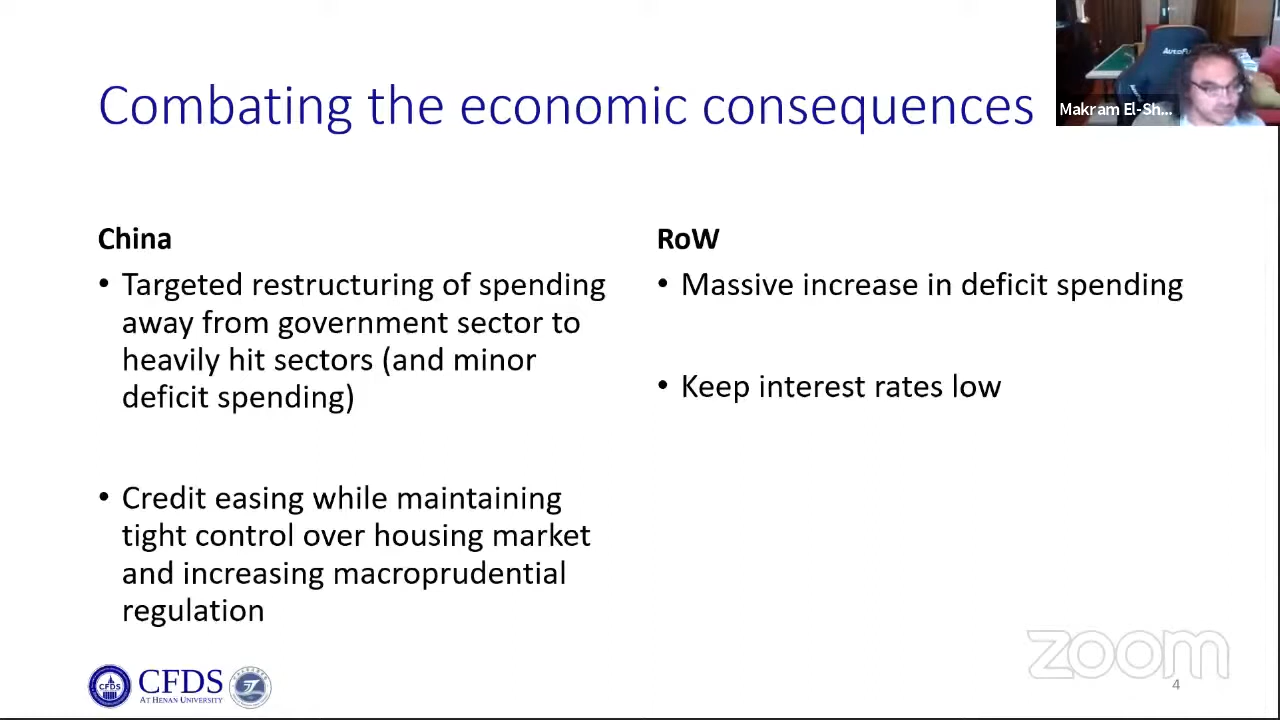 Combating the economic consequences
Makram El-Sh...
China
• Targeted restructuring of spending
away from government sector to
heavily hit sectors (and minor
deficit spending)
• Credit easing while maintaining
tight control over housing market
and increasing macroprudential
regulation
RoW
• Massive increase in deficit spending
• Keep interest rates low
CFDS
CFDS
AT HENAN UNIVERSITY
zoom
4